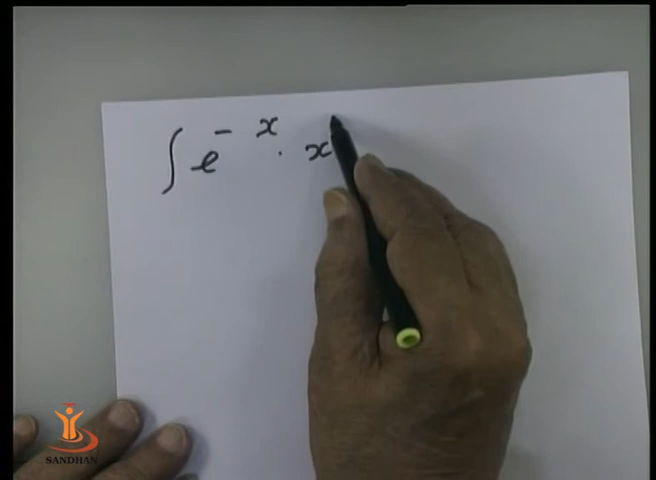 ∫ e^{-x} · x
SANDHAN